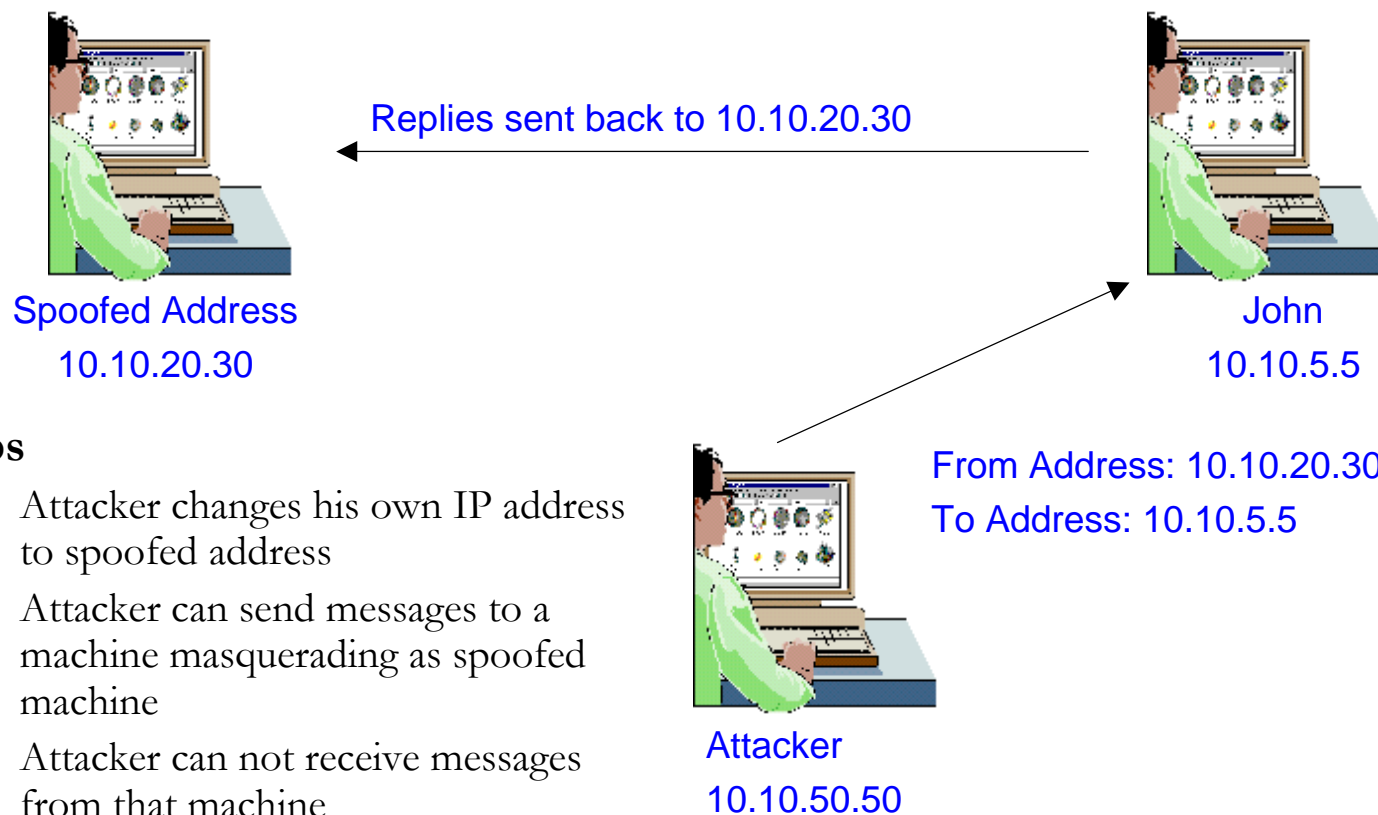 Replies sent back to 10.10.20.30
Spoofed Address
10.10.20.30
John
10.10.5.5
Attacker changes his own IP address
to spoofed address
Attacker can send messages to a
machine masquerading as spoofed
machine
Attacker can not receive messages
from that machine
From Address: 10.10.20.30
To Address: 10.10.5.5
Attacker
10.10.50.50